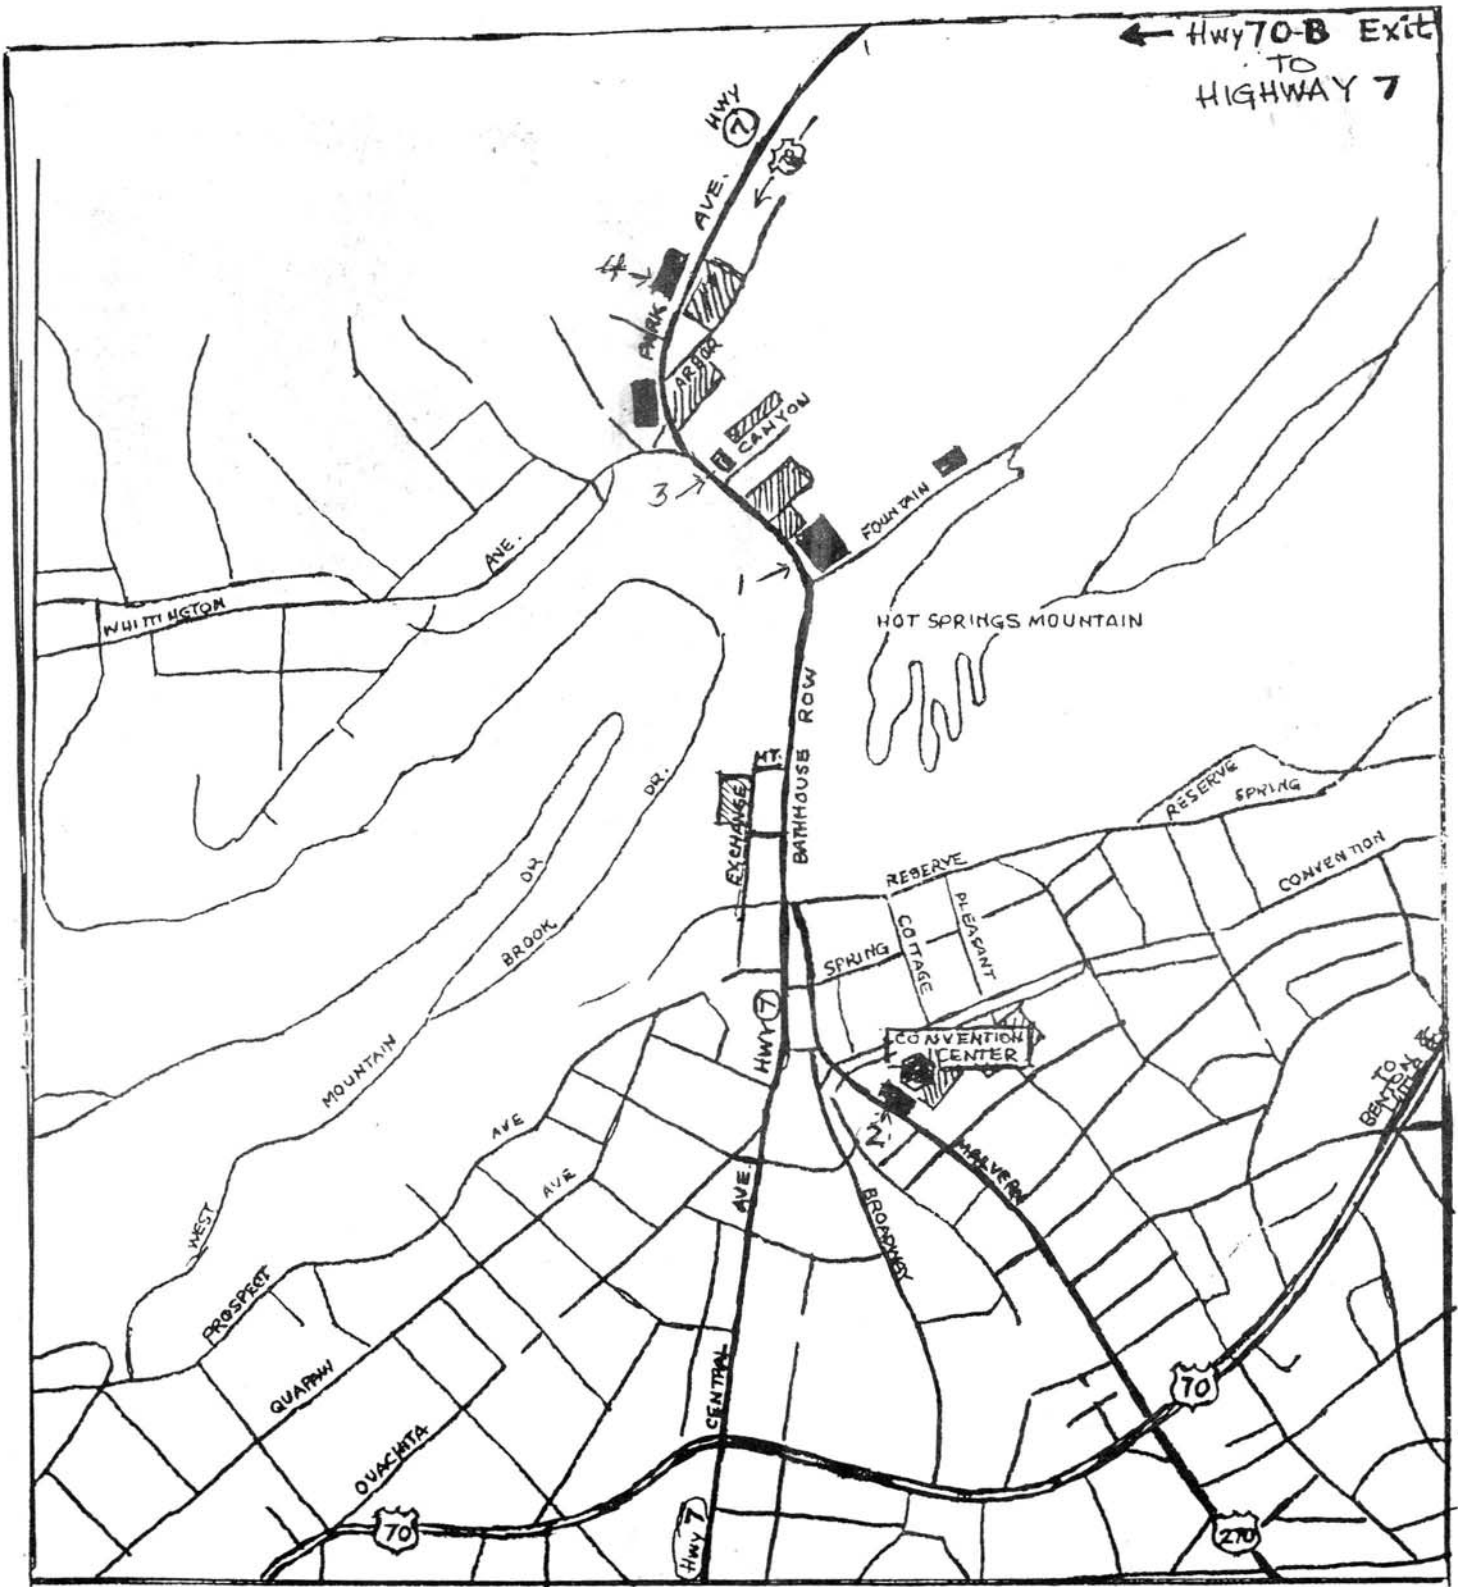 ← Hwy 70-B Exit
TO
HIGHWAY 7
HWY
7
70
AVE.
PARK
4
ARBOR
CANYON
3
FOUNTAIN
1
AVE.
WHITTINGTON
HOT SPRINGS MOUNTAIN
BATHHOUSE ROW
MT.
EXCHANGE
DR.
DR
BROOK
MOUNTAIN
WEST
RESERVE
SPRING
CONVENTION
RESERVE
PLEASANT
COTTAGE
SPRING
HWY 7
CONVENTION
CENTER
2
MALVERN
TO
BENTON
AVE
PROSPECT
AVE
QUAPAW
OUACHITA
AVE.
CENTRAL
BROADWAY
70
70
270
HWY 7